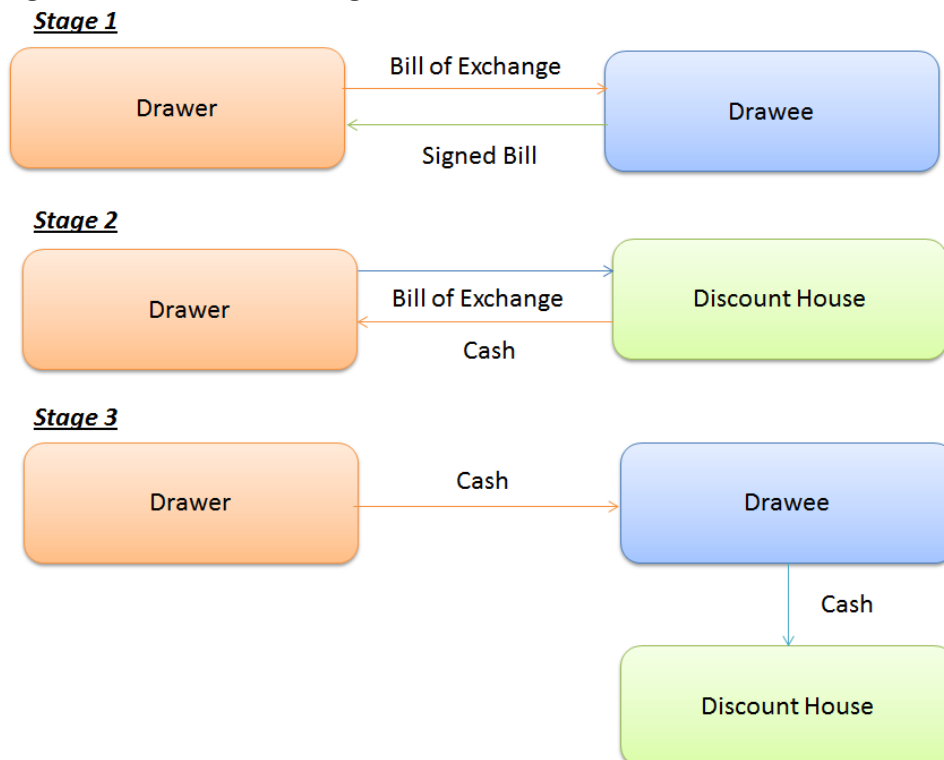 Stage 1
Bill of Exchange
Drawer
Drawee
Signed Bill
Stage 2
Drawer
Bill of Exchange
Discount House
Cash
Stage 3
Drawer
Cash
Drawee
Cash
Discount House